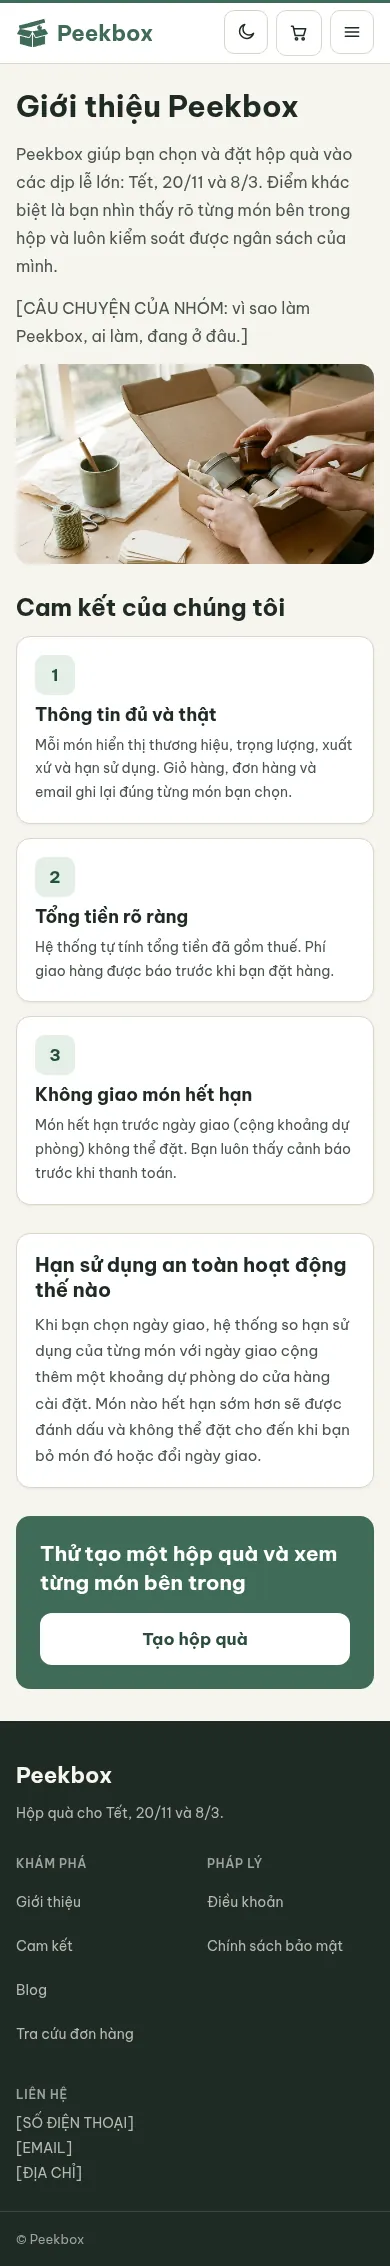 Peekbox
Giới thiệu Peekbox
Peekbox giúp bạn chọn và đặt hộp quà vào
các dịp lễ lớn: Tết, 20/11 và 8/3. Điểm khác
biệt là bạn nhìn thấy rõ từng món bên trong
hộp và luôn kiểm soát được ngân sách của
mình.
[CÂU CHUYỆN CỦA NHÓM: vì sao làm
Peekbox, ai làm, đang ở đâu.]
Cam kết của chúng tôi
1
Thông tin đủ và thật
Mỗi món hiển thị thương hiệu, trọng lượng, xuất
xứ và hạn sử dụng. Giỏ hàng, đơn hàng và
email ghi lại đúng từng món bạn chọn.
2
Tổng tiền rõ ràng
Hệ thống tự tính tổng tiền đã gồm thuế. Phí
giao hàng được báo trước khi bạn đặt hàng.
3
Không giao món hết hạn
Món hết hạn trước ngày giao (cộng khoảng dự
phòng) không thể đặt. Bạn luôn thấy cảnh báo
trước khi thanh toán.
Hạn sử dụng an toàn hoạt động
thế nào
Khi bạn chọn ngày giao, hệ thống so hạn sử
dụng của từng món với ngày giao cộng
thêm một khoảng dự phòng do cửa hàng
cài đặt. Món nào hết hạn sớm hơn sẽ được
đánh dấu và không thể đặt cho đến khi bạn
bỏ món đó hoặc đổi ngày giao.
Thử tạo một hộp quà và xem
từng món bên trong
Tạo hộp quà
Peekbox
Hộp quà cho Tết, 20/11 và 8/3.
KHÁM PHÁ
Giới thiệu
Cam kết
Blog
Tra cứu đơn hàng
PHÁP LÝ
Điều khoản
Chính sách bảo mật
LIÊN HỆ
[SỐ ĐIỆN THOẠI]
[EMAIL]
[ĐỊA CHỈ]
© Peekbox